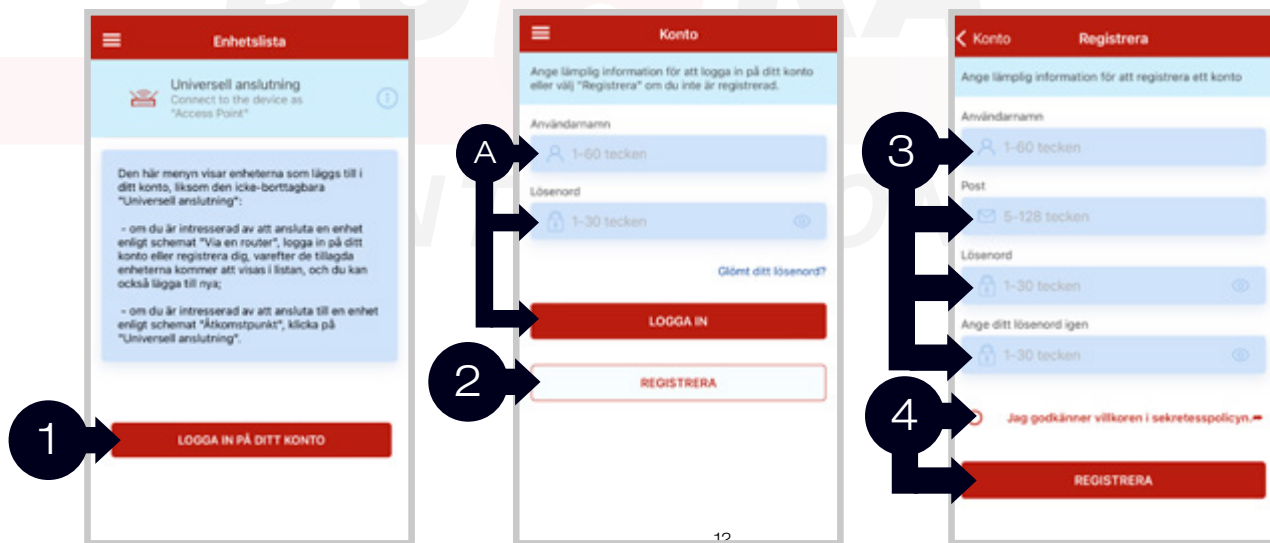 Enhetslista
Universell anslutning
Connect to the device as
"Access Point"
Den här menyn visar enheterna som läggs till i
ditt konto, liksom den icke-borttagbara
"Universell anslutning":
- om du är intresserad av att ansluta en enhet
enligt schemat "Via en router", logga in på ditt
konto eller registrera dig, varefter de tillagda
enheterna kommer att visas i listan, och du kan
också lägga till nya;
- om du är intresserad av att ansluta till en enhet
enligt schemat "Åtkomstpunkt", klicka på
"Universell anslutning".
1
LOGGA IN PÅ DITT KONTO
Konto
Ange lämplig information för att logga in på ditt konto
eller välj "Registrera" om du inte är registrerad.
Användarnamn
A
1-60 tecken
Lösenord
1-30 tecken
Glömt ditt lösenord?
LOGGA IN
2
REGISTRERA
12
Konto
Registrera
Ange lämplig information för att registrera ett konto
Användarnamn
3
1-60 tecken
Post
5-128 tecken
Lösenord
1-30 tecken
Ange ditt lösenord igen
1-30 tecken
4
Jag godkänner villkoren i sekretesspolicyn.
REGISTRERA